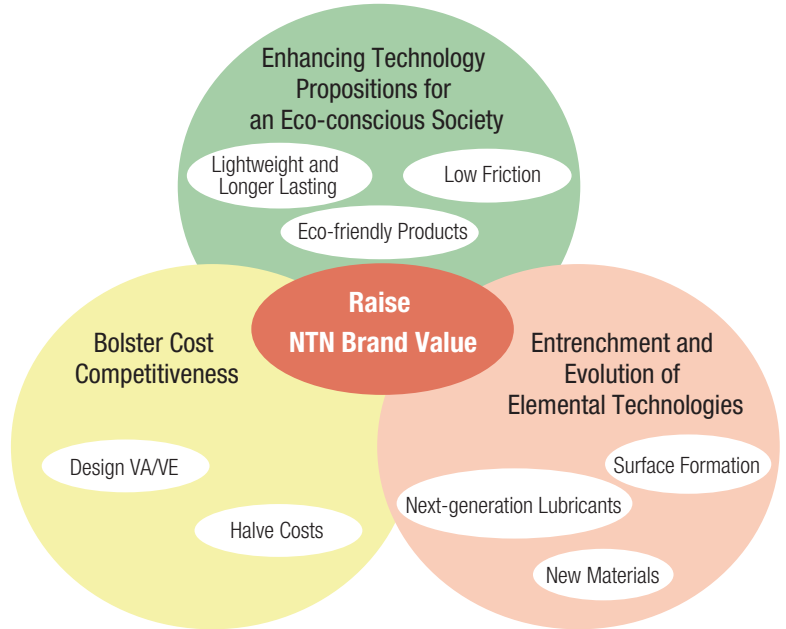 Enhancing Technology
Propositions for
an Eco-conscious Society
Lightweight and
Longer Lasting
Low Friction
Eco-friendly Products
Raise
NTN Brand Value
Bolster Cost
Competitiveness
Design VA/VE
Halve Costs
Entrenchment and
Evolution of
Elemental Technologies
Surface Formation
Next-generation Lubricants
New Materials